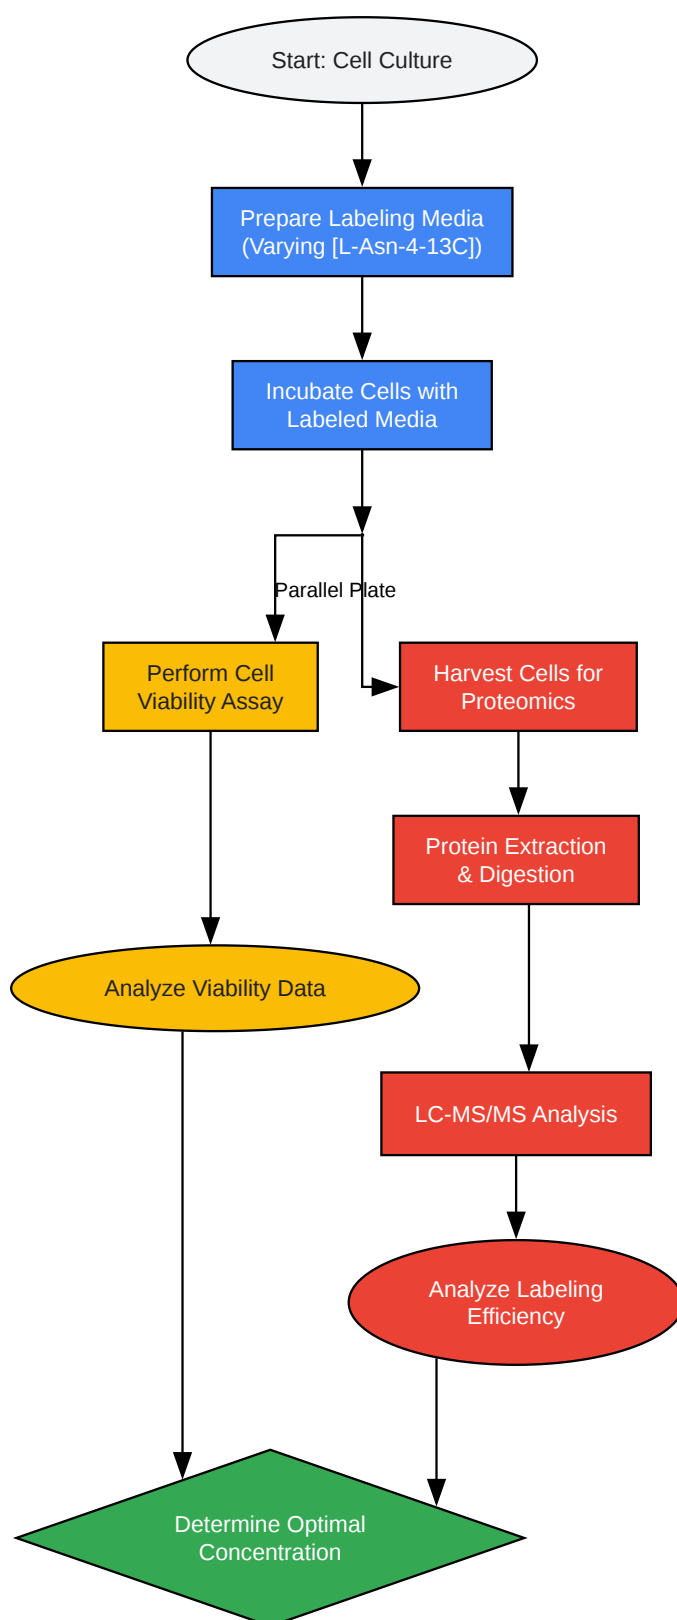 Start: Cell Culture
Prepare Labeling Media
(Varying [L-Asn-4-13C])
Incubate Cells with
Labeled Media
Parallel Plate
Perform Cell
Viability Assay
Harvest Cells for
Proteomics
Protein Extraction
& Digestion
Analyze Viability Data
LC-MS/MS Analysis
Analyze Labeling
Efficiency
Determine Optimal
Concentration